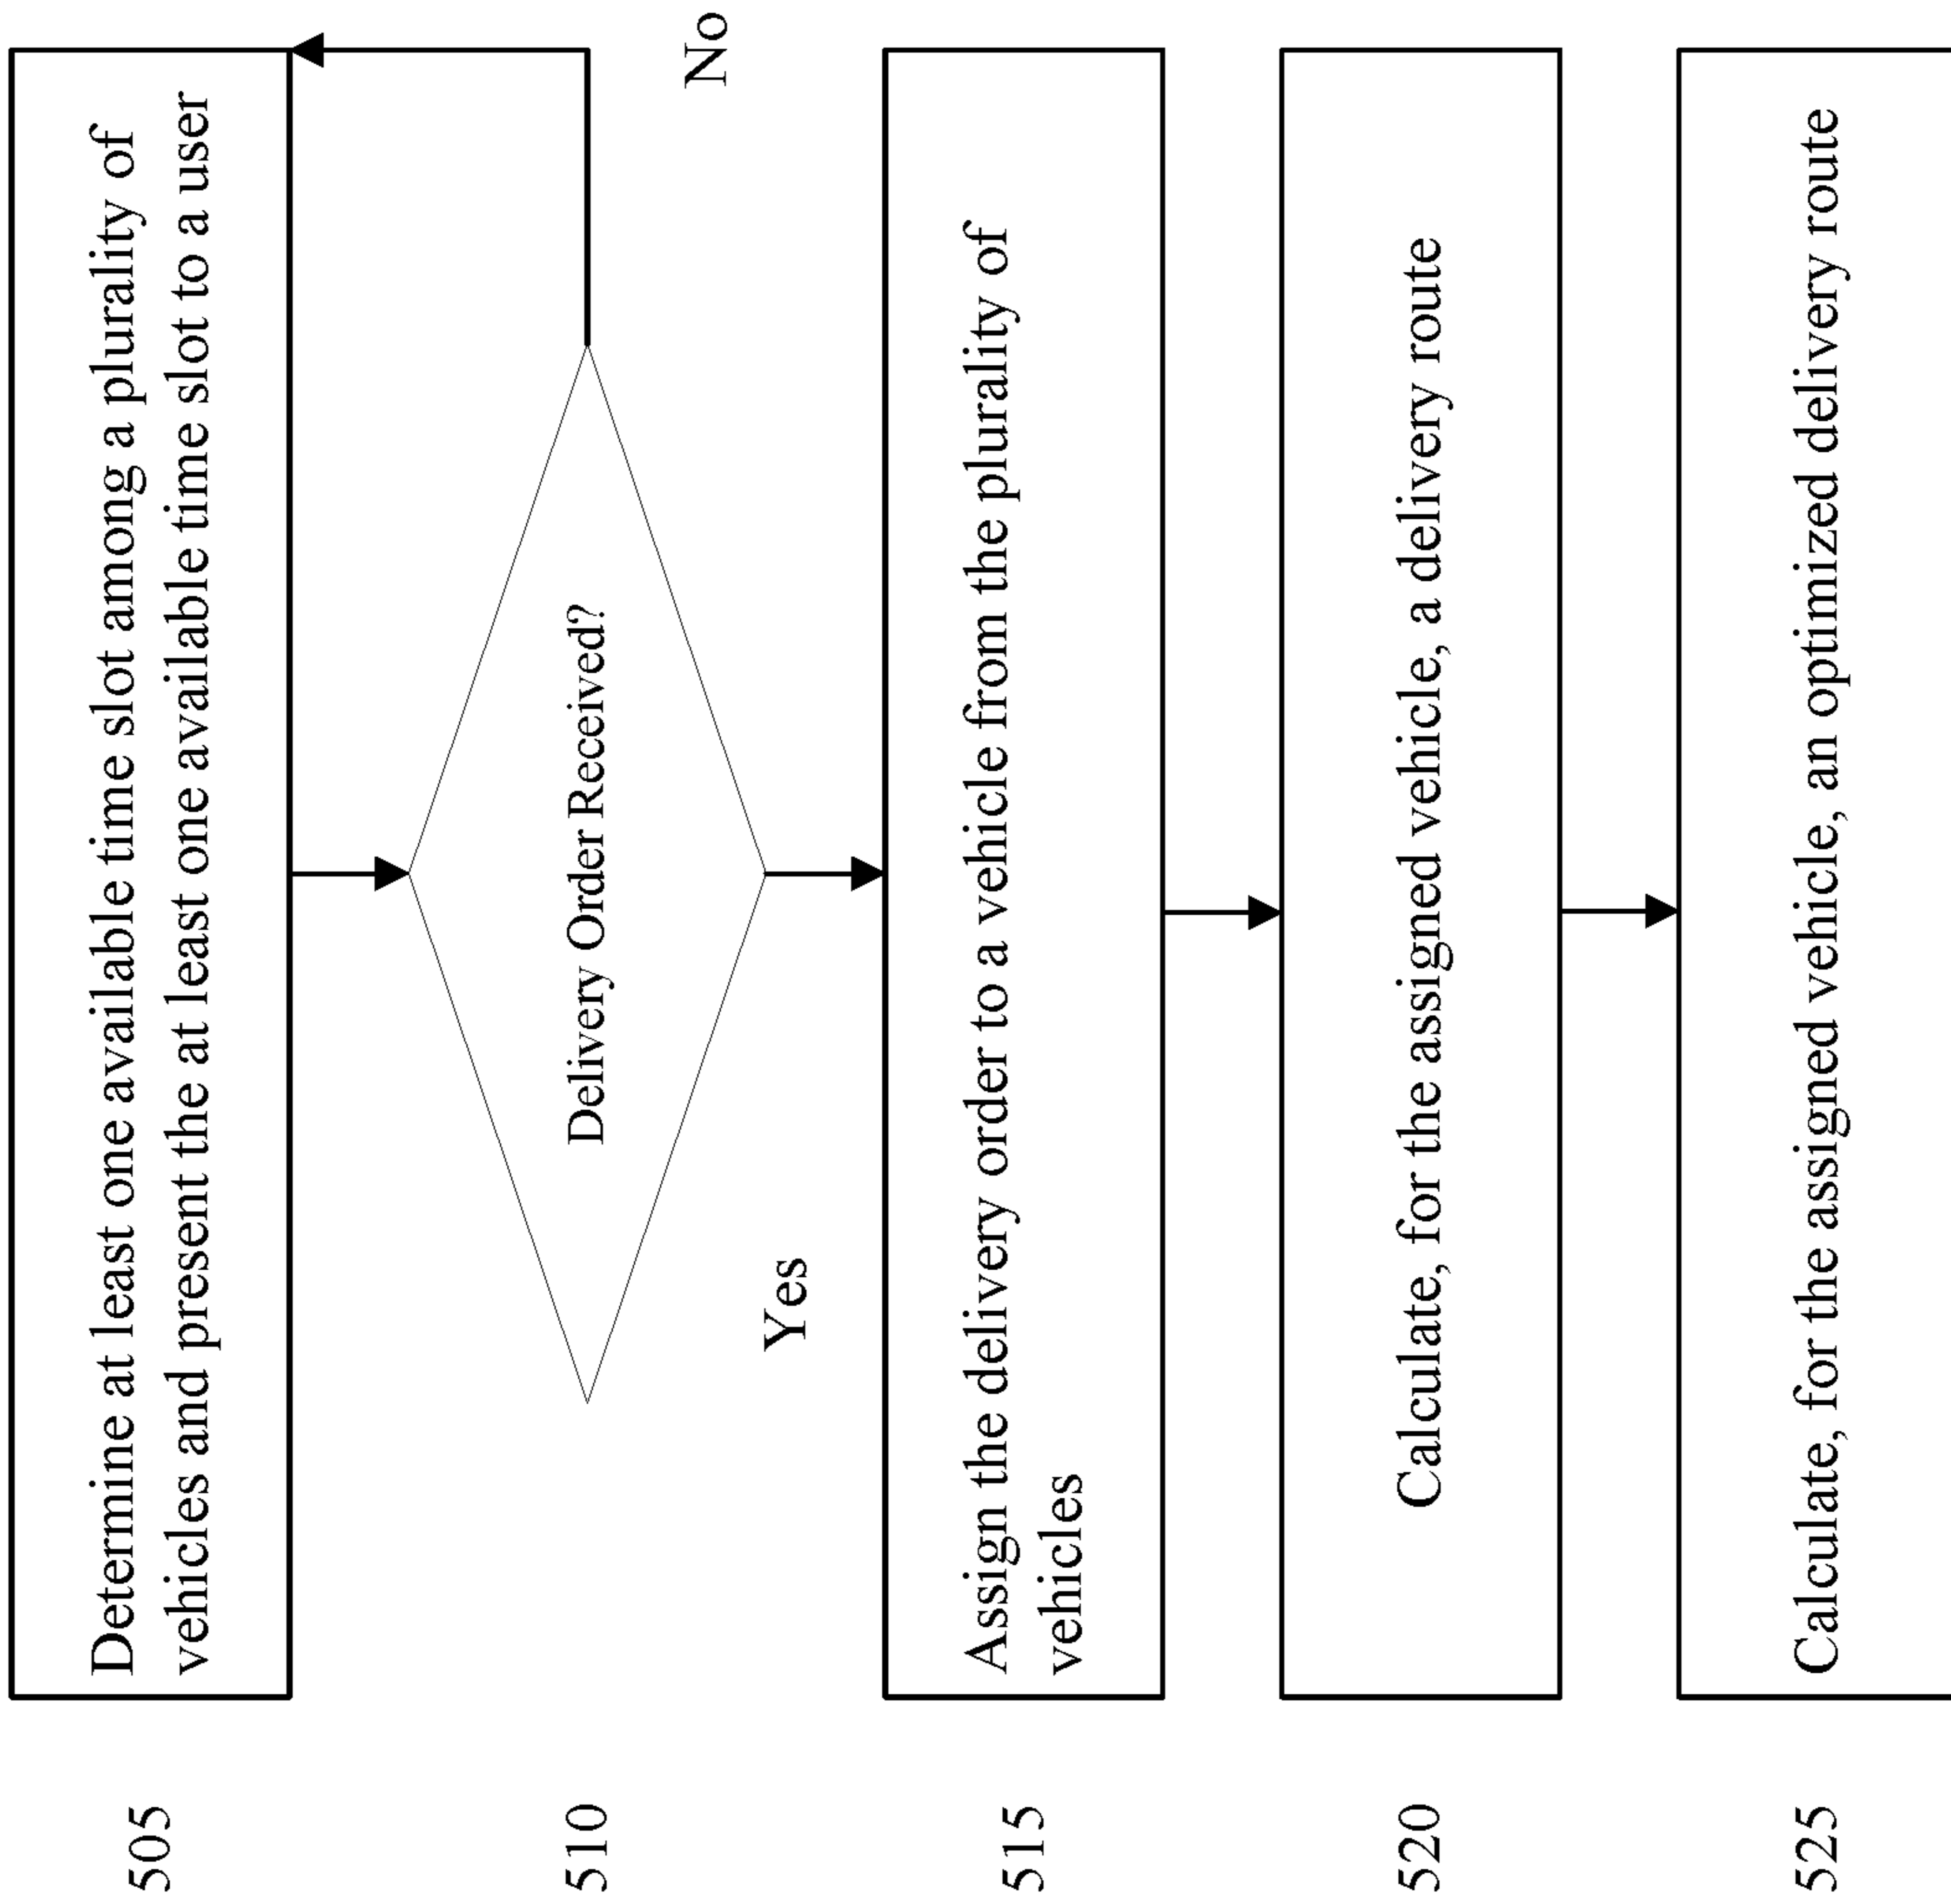 505
Determine at least one available time slot among a plurality of
vehicles and present the at least one available time slot to a user
510
Delivery Order Received?
No
Yes
515
Assign the delivery order to a vehicle from the plurality of
vehicles
520
Calculate, for the assigned vehicle, a delivery route
525
Calculate, for the assigned vehicle, an optimized delivery route